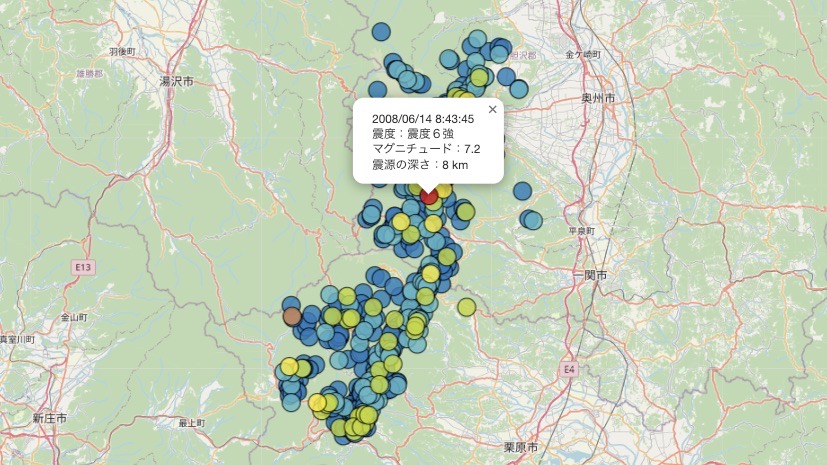 羽後町
雄勝郡
湯沢市
胆沢郡
金ケ崎町
奥州市
×
2008/06/14 8:43:45
震度：震度６強
マグニチュード：7.2
震源の深さ：8 km
平泉町
一関市
E13
金山町
真室川町
E4
新庄市
最上町
栗原市